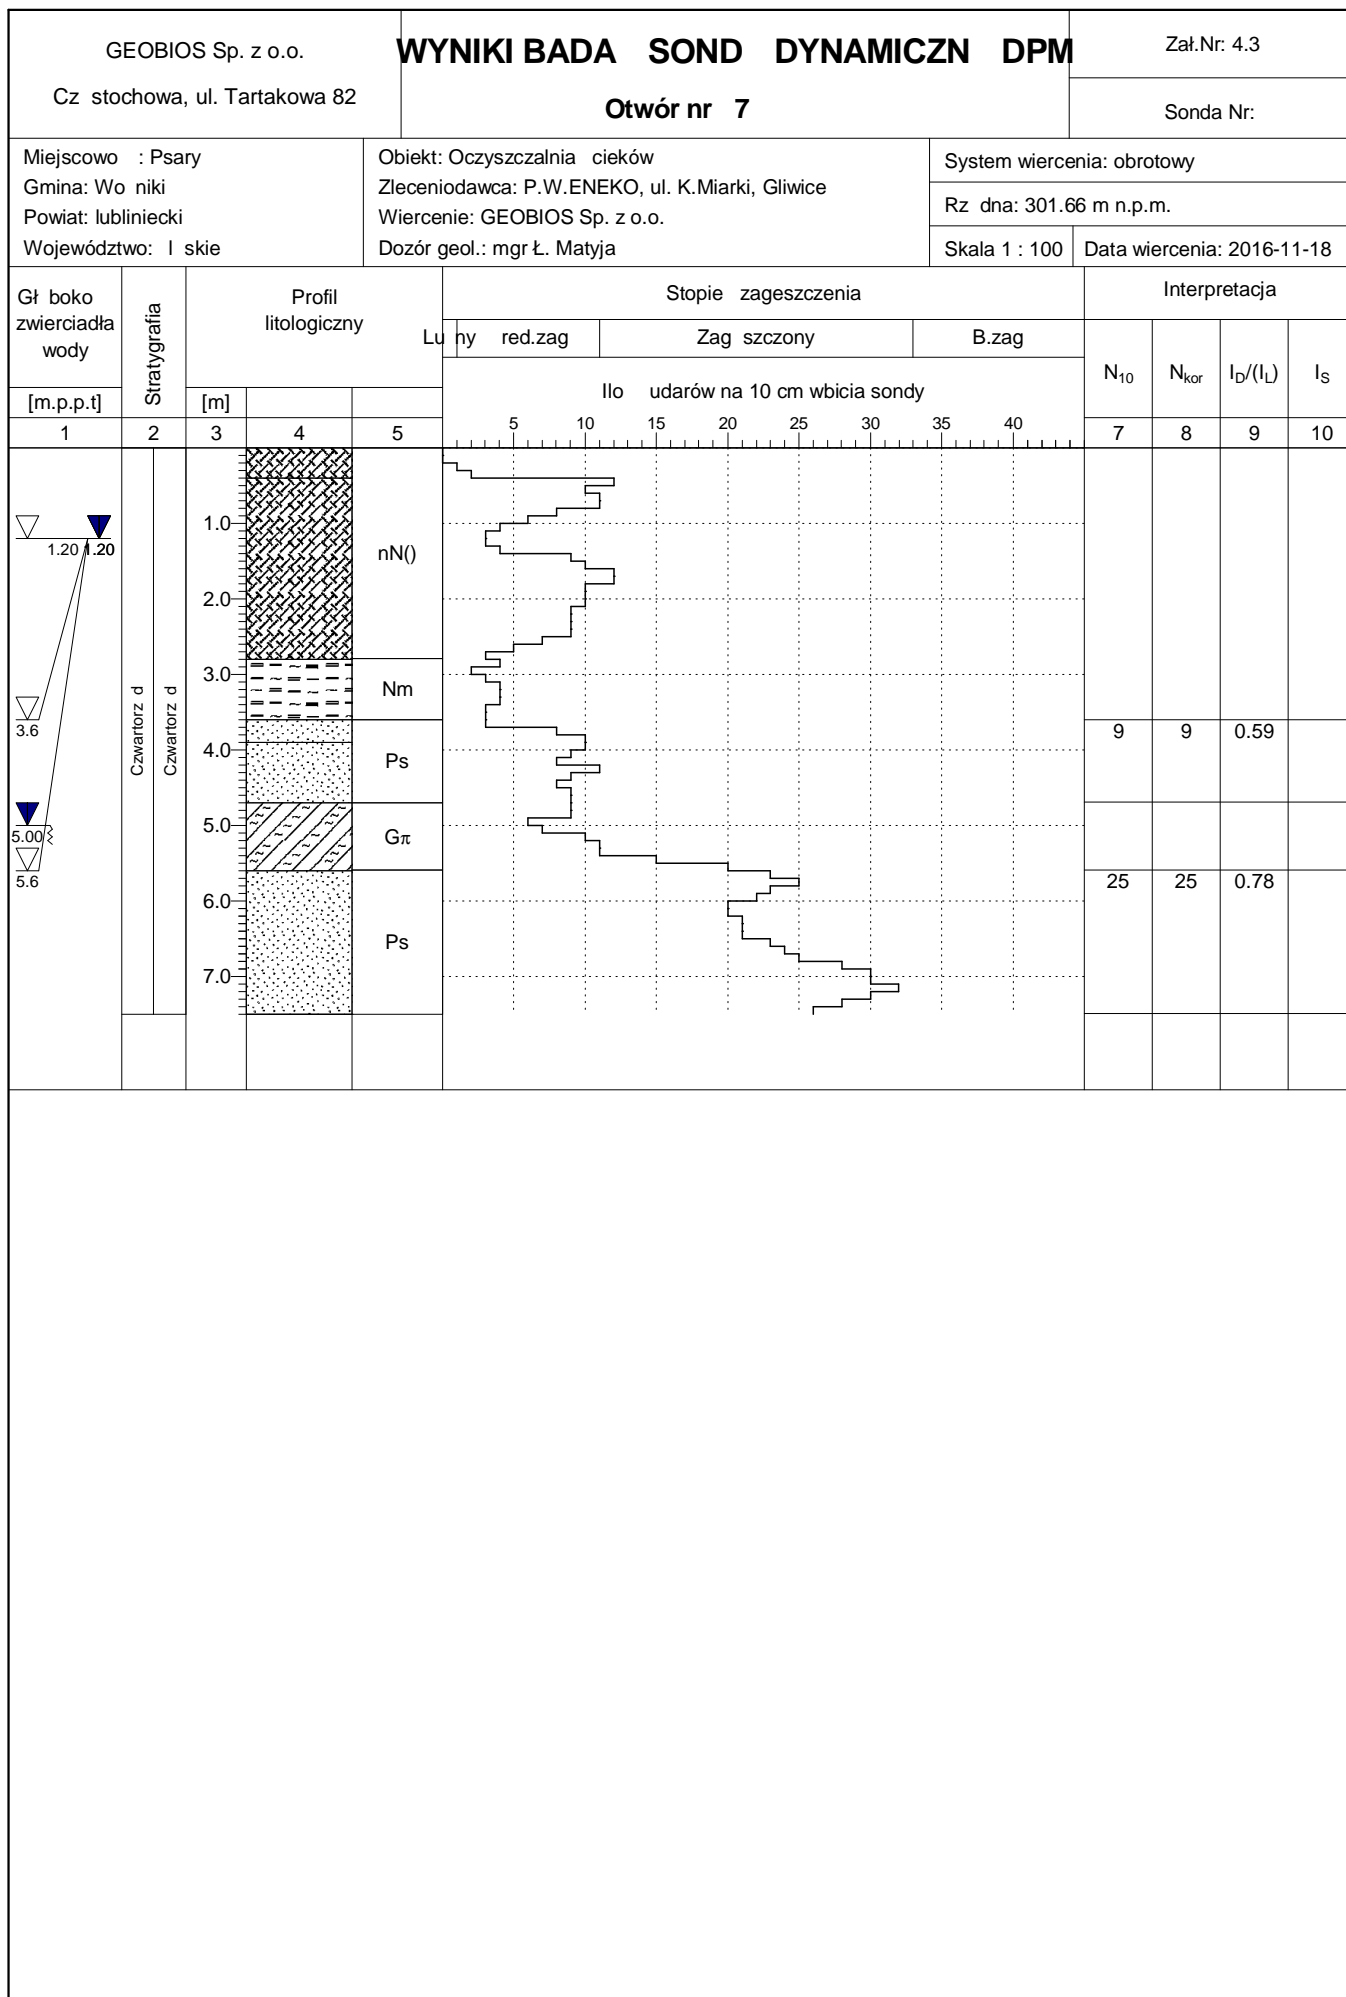 GEOBIOS Sp. z o.o.
Cz stochowa, ul. Tartakowa 82
WYNIKI BADA SOND DYNAMICZN DPM
Otwór nr 7
Zał.Nr: 4.3
Sonda Nr:
Miejscowo : Psary
Gmina: Wo niki
Powiat: lubliniecki
Województwo: l skie
Obiekt: Oczyszczalnia cieków
Zleceniodawca: P.W.ENEKO, ul. K.Miarki, Gliwice
Wiercenie: GEOBIOS Sp. z o.o.
Dozór geol.: mgr Ł. Matyja
System wiercenia: obrotowy
Rz dna: 301.66 m n.p.m.
Skala 1 : 100
Data wiercenia: 2016-11-18
Gł boko
zwierciadła
wody
[m.p.p.t]
Stratygrafia
Profil
litologiczny
[m]
Stopie zageszczenia
Lu ny red.zag Zag szczony B.zag
Ilo udarów na 10 cm wbicia sondy
5 10 15 20 25 30 35 40
Interpretacja
N10 Nkor ID/(IL) IS
1 2 3 4 5 7 8 9 10
1.0
1.20 1.20
nN()
2.0
3.0
Nm
3.6
9 9 0.59
4.0
Ps
Czwartorz d
Czwartorz d
5.0
5.00
Gπ
5.6
25 25 0.78
6.0
Ps
7.0